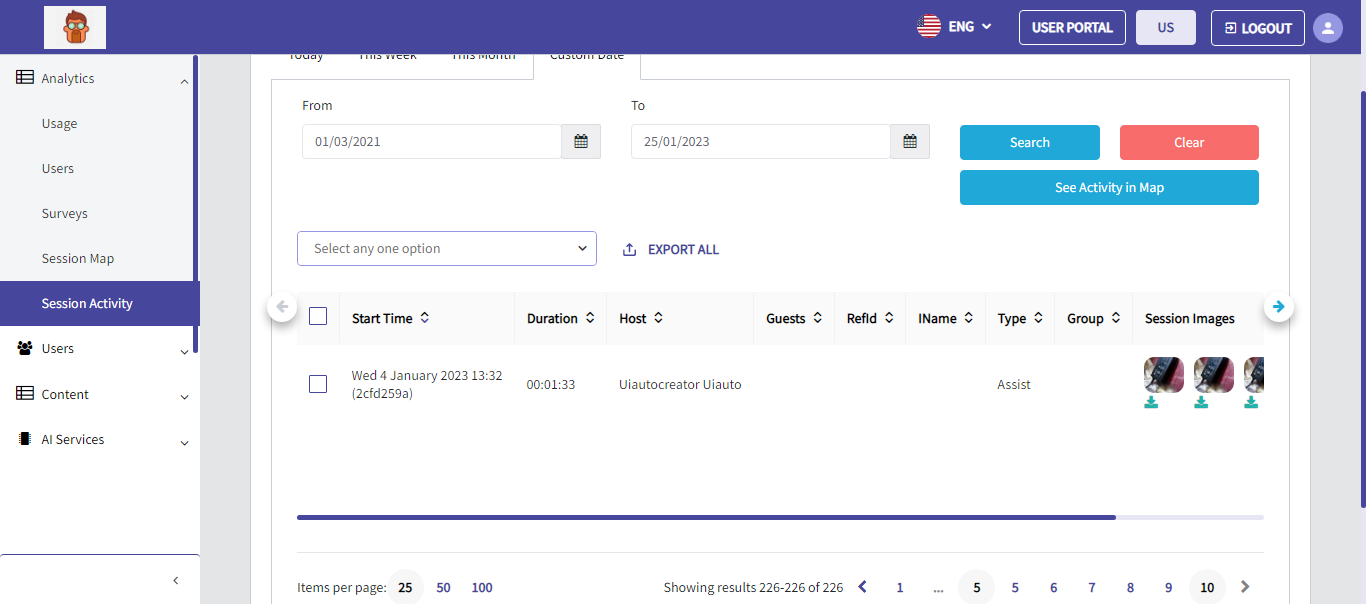 ENG
USER PORTAL
US
LOGOUT
Analytics
Usage
Users
Surveys
Session Map
Session Activity
Users
Content
AI Services
Today
This Week
This Month
Custom Date
From
To
01/03/2021
25/01/2023
Search
Clear
See Activity in Map
Select any one option
EXPORT ALL
Start Time
Duration
Host
Guests
RefId
IName
Type
Group
Session Images
Wed 4 January 2023 13:32
(2cfd259a)
00:01:33
Uiautocreator Uiauto
Assist
Items per page:
25
50
100
Showing results 226-226 of 226
1
...
5
5
6
7
8
9
10